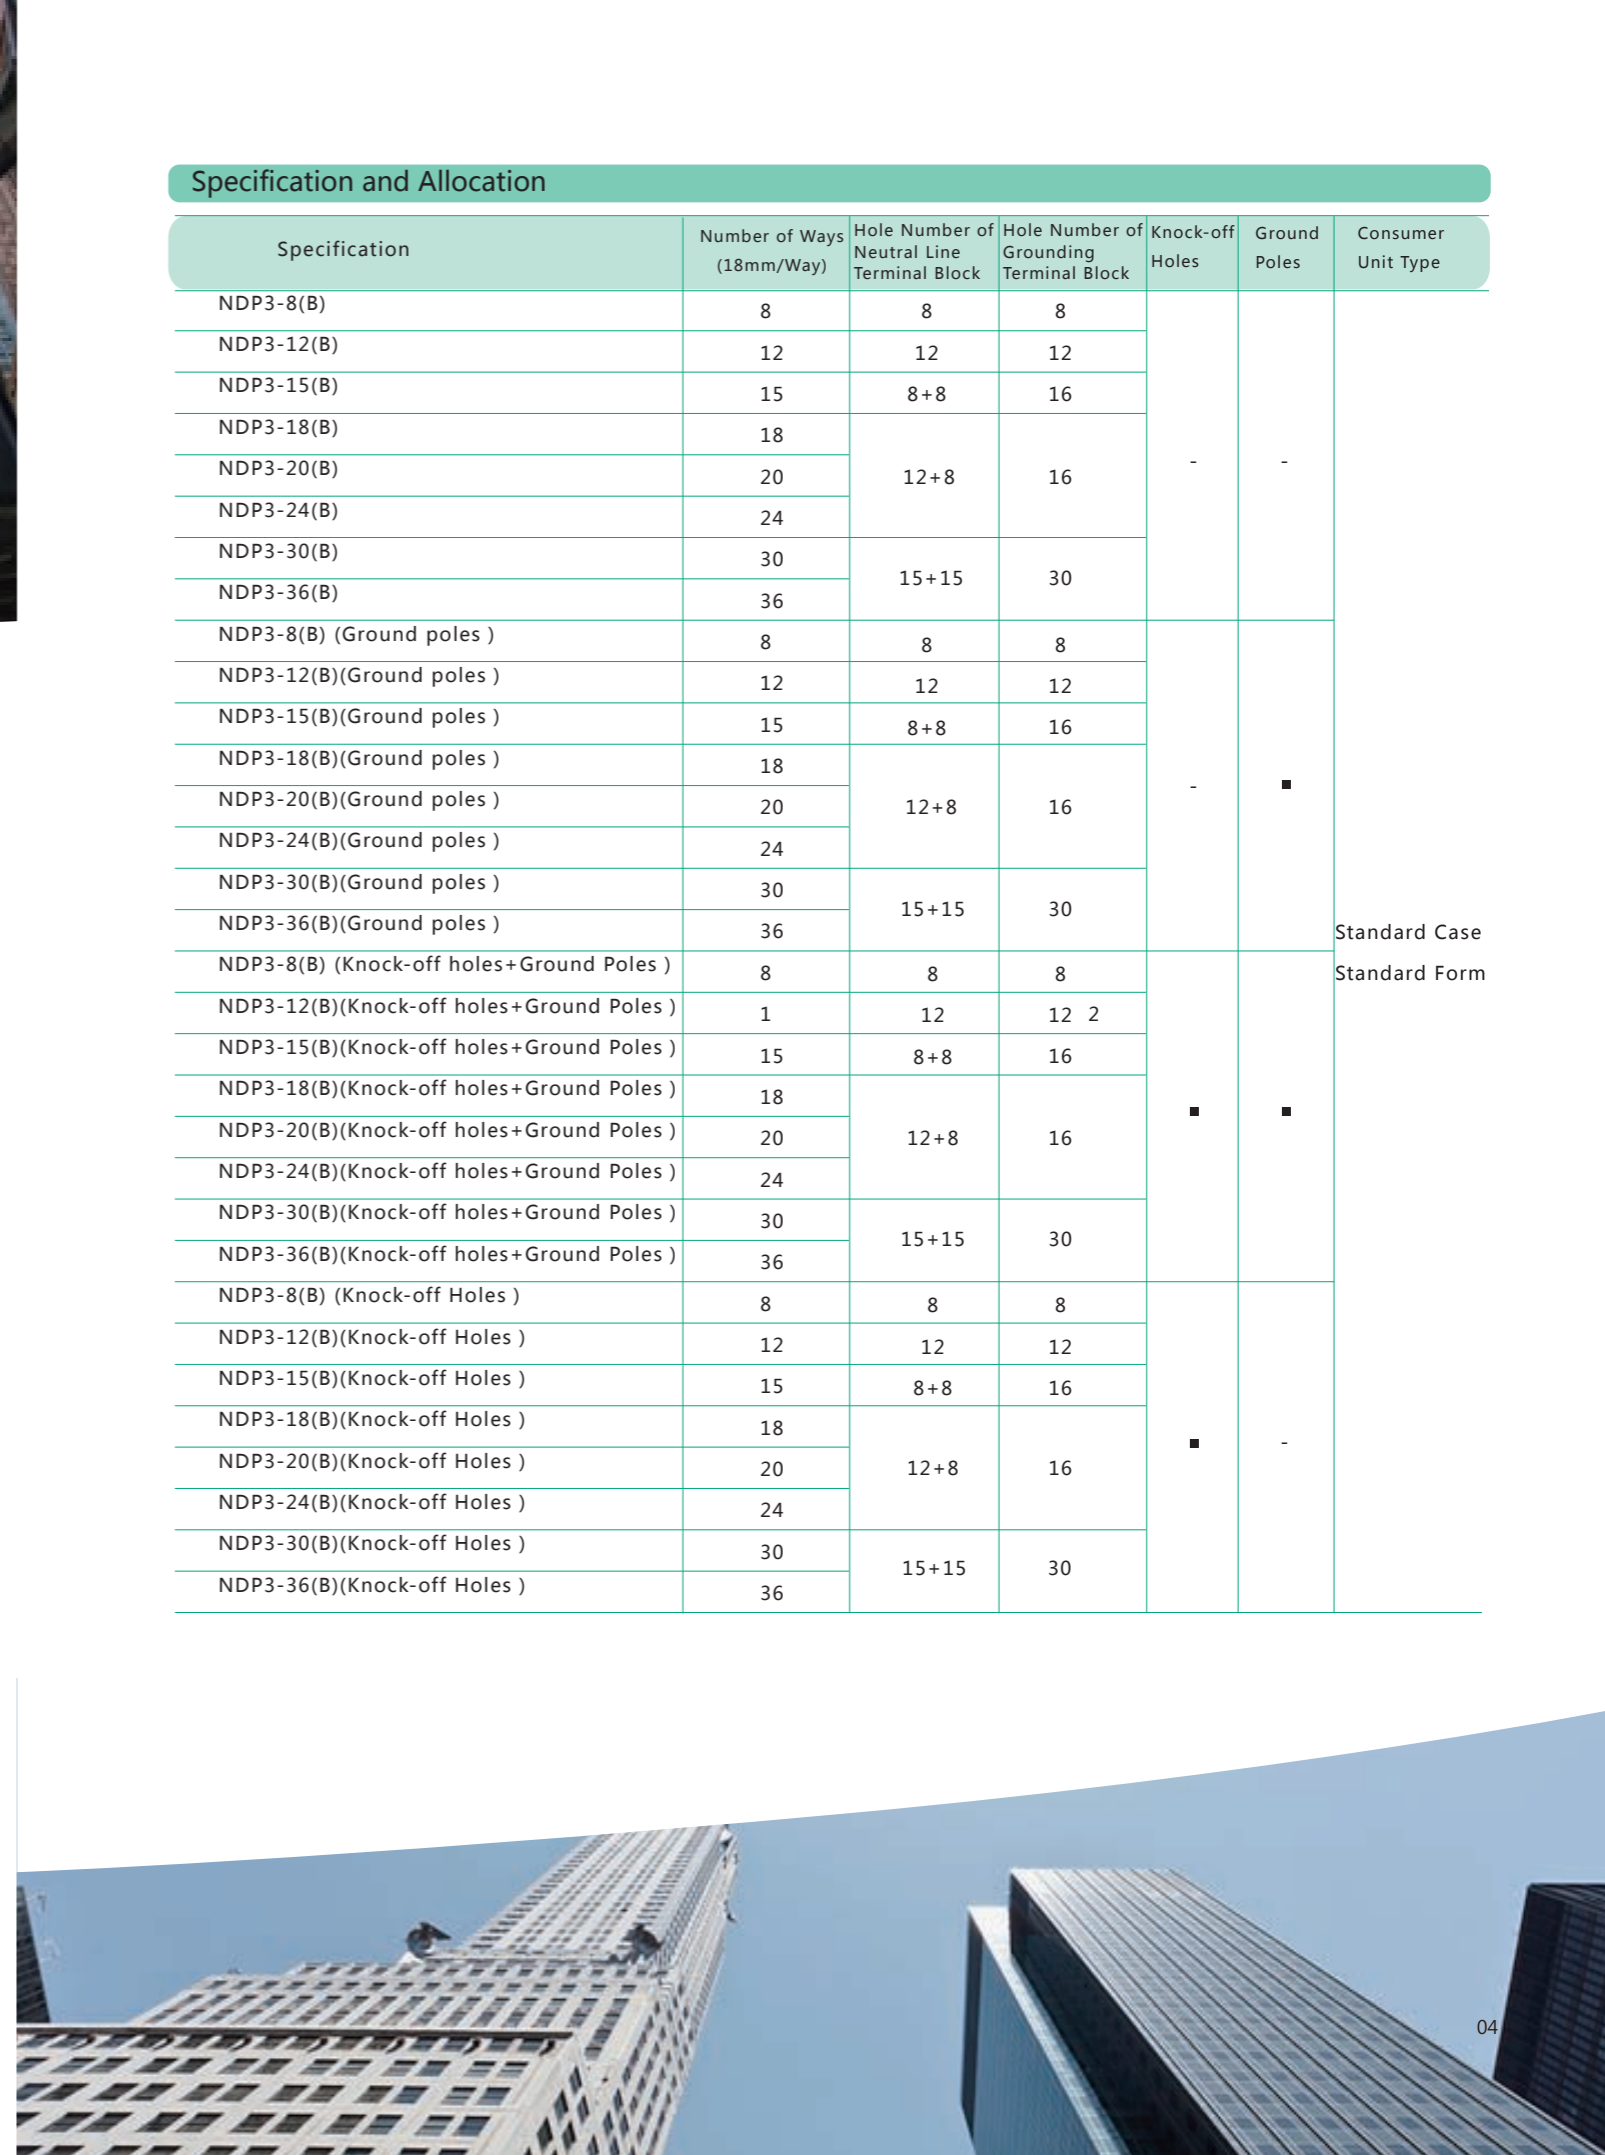 Specification and Allocation
Specification
Number of Ways
(18mm/Way)
Hole Number of
Neutral Line
Terminal Block
Hole Number of
Grounding
Terminal Block
Knock-off
Holes
Ground
Poles
Consumer
Unit Type
NDP3-8(B) 8 8 8
NDP3-12(B) 12 12 12
NDP3-15(B) 15 8+8 16
NDP3-18(B) 18
NDP3-20(B) 20 12+8 16 - -
NDP3-24(B) 24
NDP3-30(B) 30 15+15 30
NDP3-36(B) 36
NDP3-8(B) (Ground poles ) 8 8 8
NDP3-12(B)(Ground poles ) 12 12 12
NDP3-15(B)(Ground poles ) 15 8+8 16
NDP3-18(B)(Ground poles ) 18
NDP3-20(B)(Ground poles ) 20 12+8 16 - ■
NDP3-24(B)(Ground poles ) 24
NDP3-30(B)(Ground poles ) 30 15+15 30
NDP3-36(B)(Ground poles ) 36
Standard Case
Standard Form
NDP3-8(B) (Knock-off holes+Ground Poles ) 8 8 8
NDP3-12(B)(Knock-off holes+Ground Poles ) 1 12 12 2
NDP3-15(B)(Knock-off holes+Ground Poles ) 15 8+8 16
NDP3-18(B)(Knock-off holes+Ground Poles ) 18 ■ ■
NDP3-20(B)(Knock-off holes+Ground Poles ) 20 12+8 16
NDP3-24(B)(Knock-off holes+Ground Poles ) 24
NDP3-30(B)(Knock-off holes+Ground Poles ) 30 15+15 30
NDP3-36(B)(Knock-off holes+Ground Poles ) 36
NDP3-8(B) (Knock-off Holes ) 8 8 8
NDP3-12(B)(Knock-off Holes ) 12 12 12
NDP3-15(B)(Knock-off Holes ) 15 8+8 16
NDP3-18(B)(Knock-off Holes ) 18 ■ -
NDP3-20(B)(Knock-off Holes ) 20 12+8 16
NDP3-24(B)(Knock-off Holes ) 24
NDP3-30(B)(Knock-off Holes ) 30 15+15 30
NDP3-36(B)(Knock-off Holes ) 36
04